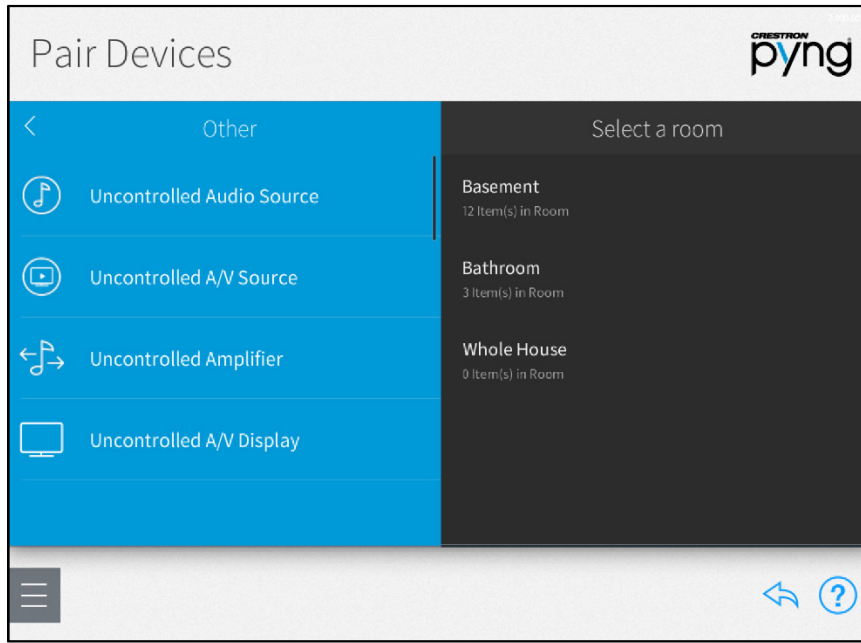 Pair Devices
CRESTRON
pyng
Other
Uncontrolled Audio Source
Uncontrolled A/V Source
Uncontrolled Amplifier
Uncontrolled A/V Display
Select a room
Basement
12 Item(s) in Room
Bathroom
3 Item(s) in Room
Whole House
0 Item(s) in Room
?